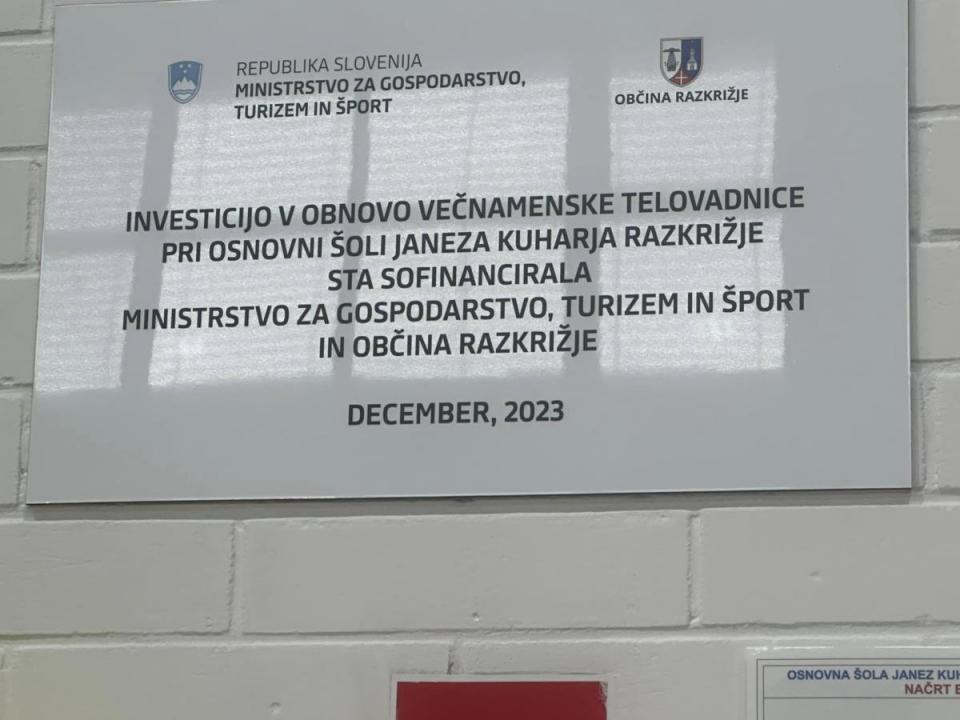 REPUBLIKA SLOVENIJA
MINISTRSTVO ZA GOSPODARSTVO,
TURIZEM IN ŠPORT
OBČINA RAZKRIŽJE
INVESTICIJO V OBNOVO VEČNAMENSKE TELOVADNICE
PRI OSNOVNI ŠOLI JANEZA KUHARJA RAZKRIŽJE
STA SOFINANCIRALA
MINISTRSTVO ZA GOSPODARSTVO, TURIZEM IN ŠPORT
IN OBČINA RAZKRIŽJE
DECEMBER, 2023
OSNOVNA ŠOLA JANEZ
NAČRT